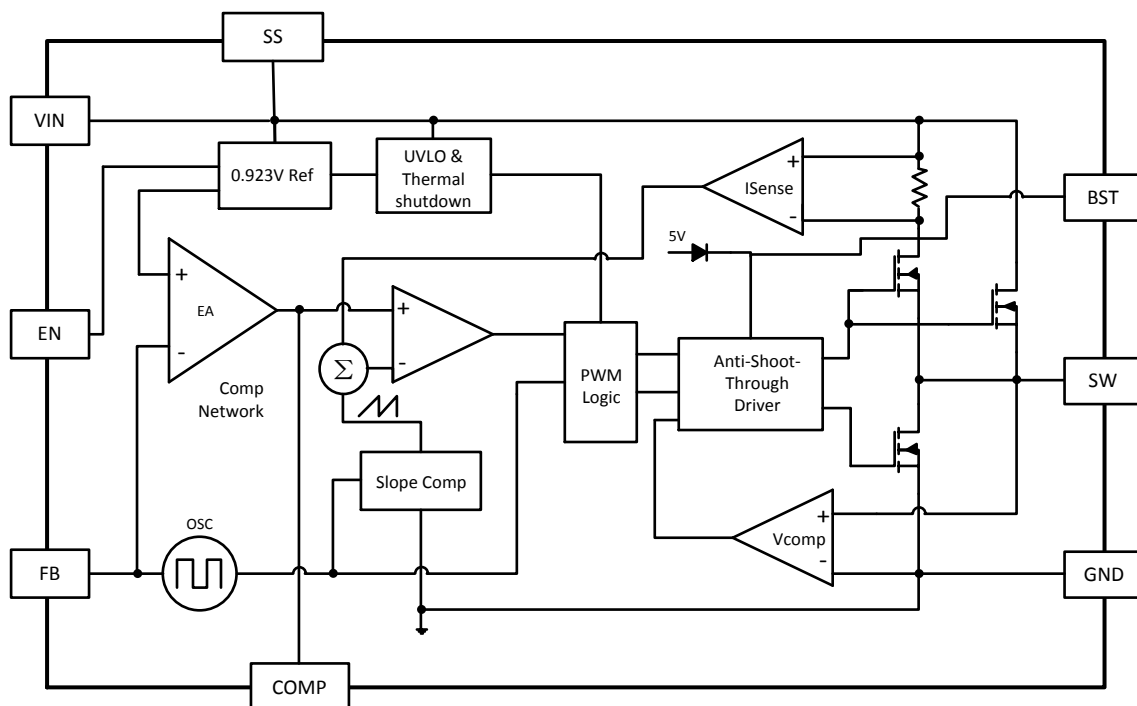 SS
VIN
0.923V Ref
UVLO &
Thermal
shutdown
+
ISense
-
BST
5V
+
EA
-
EN
Comp
Network
+
-
Σ
PWM
Logic
Anti-Shoot-
Through
Driver
SW
Slope Comp
OSC
+
Vcomp
-
FB
GND
COMP